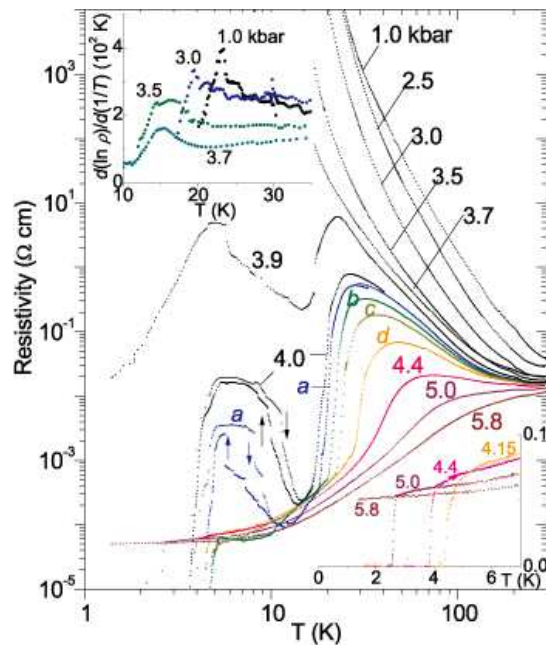 d(ln ρ)/d(1/T) (10² K)
4
2
0
10 20 30
T (K)
1.0 kbar
3.0
3.5
3.7
Resistivity (Ω cm)
10³
10¹
10⁻¹
10⁻³
10⁻⁵
1.0 kbar
2.5
3.0
3.5
3.7
3.9
4.0
a
a
b
c
d
4.4
5.0
5.8
0.1
0.0
4.15
4.4
5.0
5.8
0 2 4 6 T (K)
1 10 100
T (K)